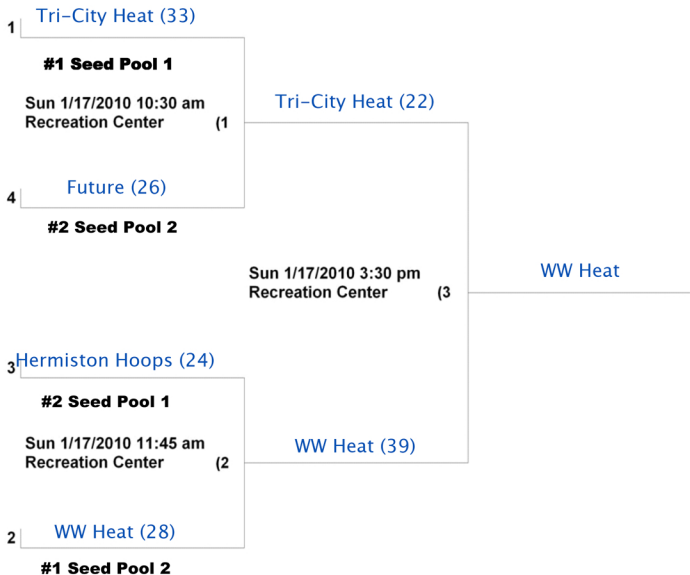 1
Tri-City Heat (33)
#1 Seed Pool 1
Sun 1/17/2010 10:30 am
Recreation Center (1
Tri-City Heat (22)
4
Future (26)
#2 Seed Pool 2
Sun 1/17/2010 3:30 pm
Recreation Center (3
WW Heat
3
Hermiston Hoops (24)
#2 Seed Pool 1
Sun 1/17/2010 11:45 am
Recreation Center (2
WW Heat (39)
2
WW Heat (28)
#1 Seed Pool 2